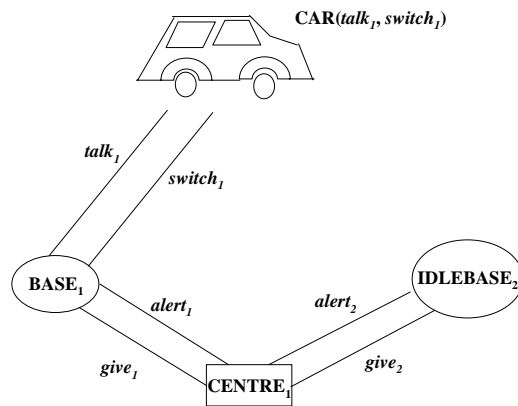 CAR(talk₁, switch₁)
talk₁
switch₁
BASE₁
IDLEBASE₂
alert₁
alert₂
give₁
give₂
CENTRE₁